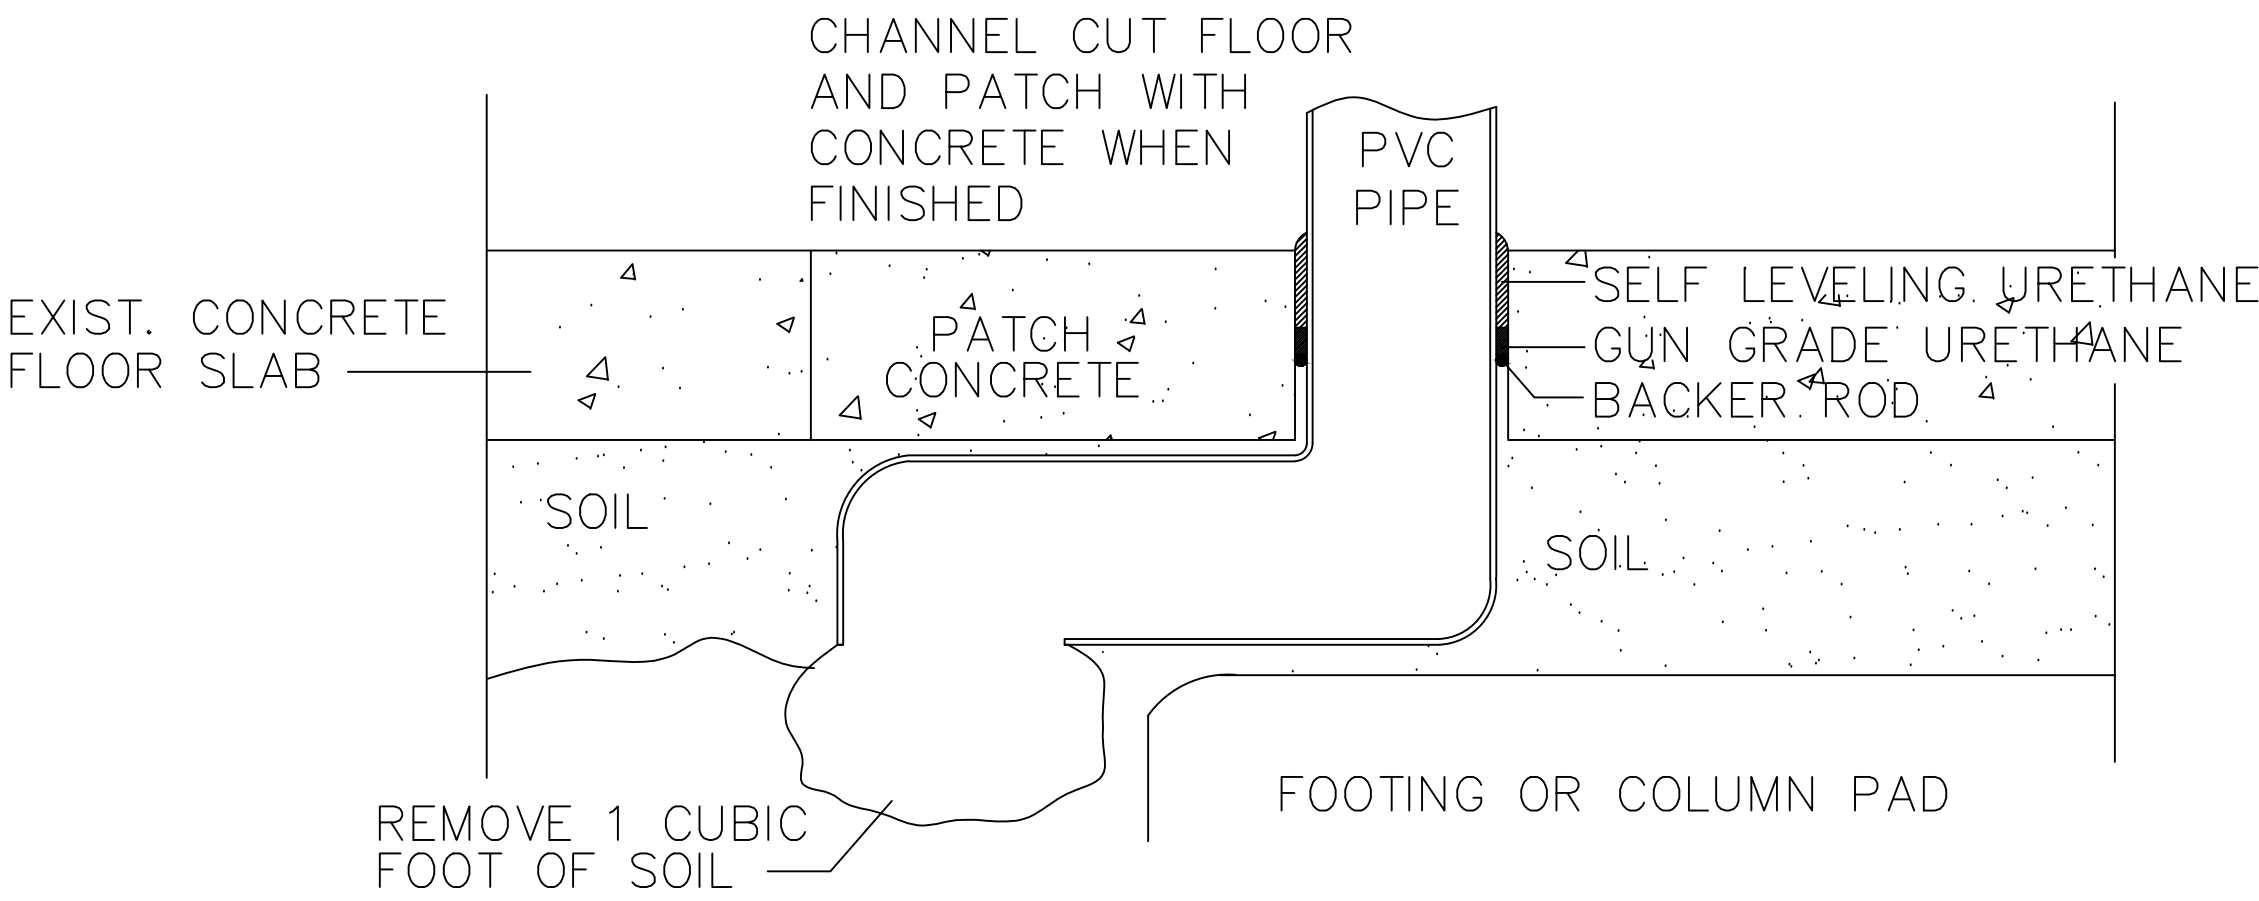 CHANNEL CUT FLOOR
AND PATCH WITH
CONCRETE WHEN
FINISHED
PVC
PIPE
EXIST. CONCRETE
FLOOR SLAB
PATCH
CONCRETE
SELF LEVELING URETHANE
GUN GRADE URETHANE
BACKER ROD
SOIL
SOIL
REMOVE 1 CUBIC
FOOT OF SOIL
FOOTING OR COLUMN PAD